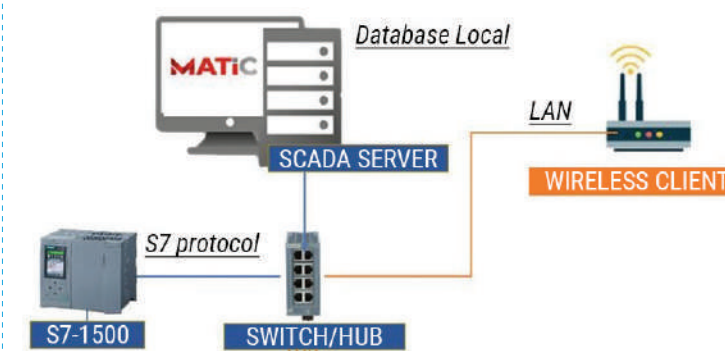 Database Local
MATiC
LAN
SCADA SERVER
WIRELESS CLIENT
S7 protocol
S7-1500
SWITCH/HUB